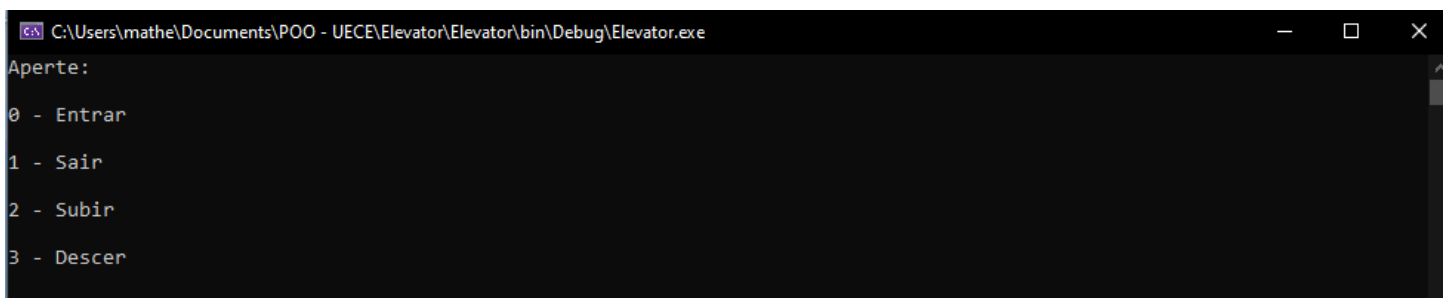 C:\Users\mathe\Documents\POO - UECE\Elevator\Elevator\bin\Debug\Elevator.exe
Aperte:
0 - Entrar
1 - Sair
2 - Subir
3 - Descer